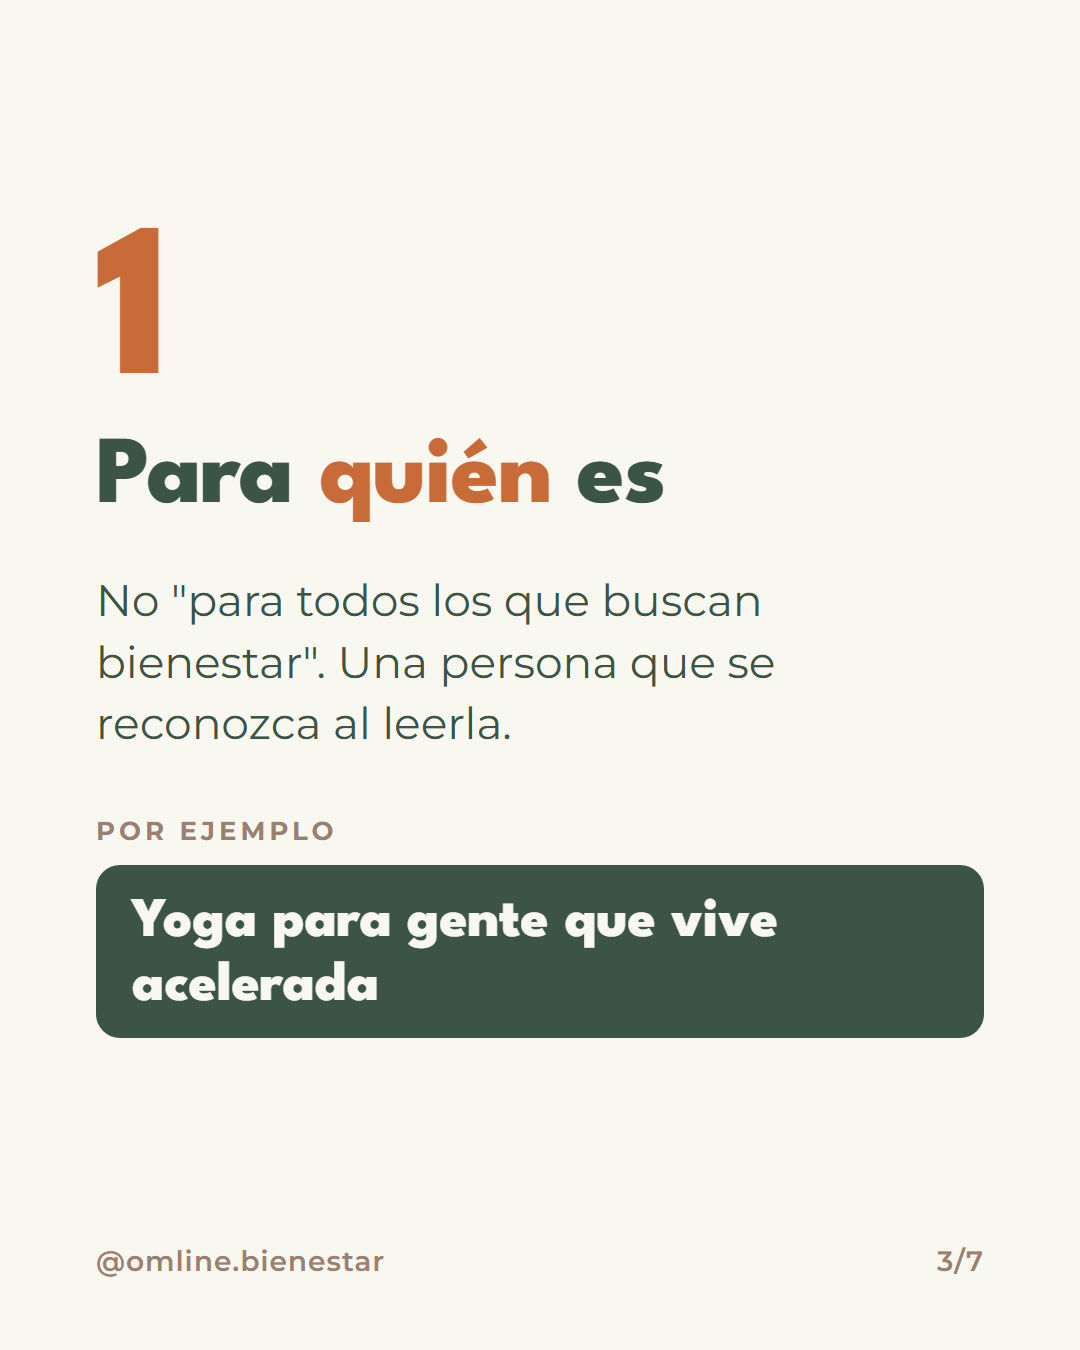 1
Para quién es
No "para todos los que buscan
bienestar". Una persona que se
reconozca al leerla.
POR EJEMPLO
Yoga para gente que vive
acelerada
@omline.bienestar
3/7